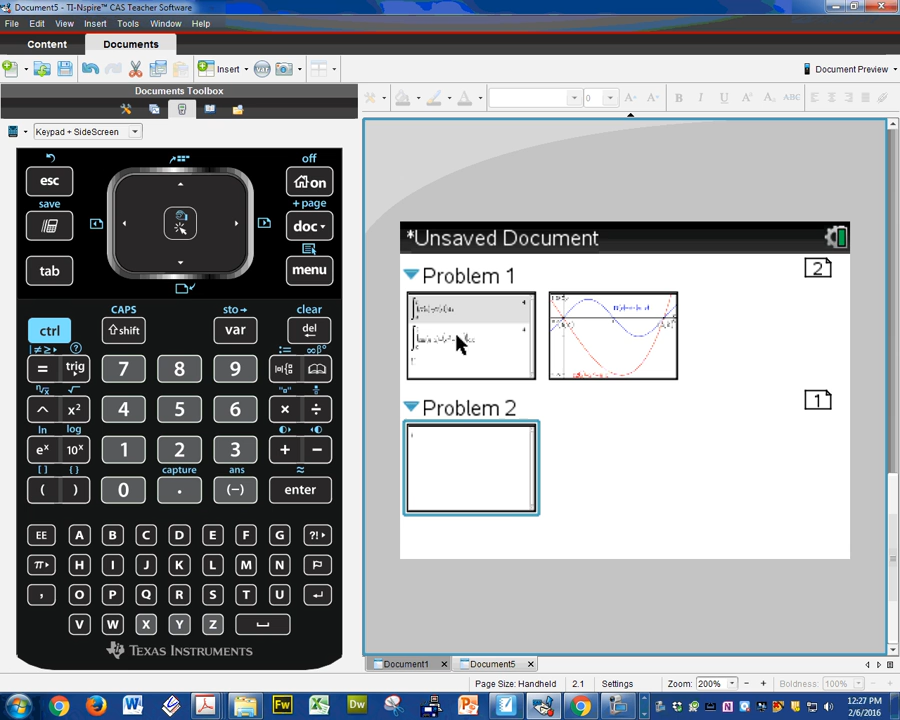 Document5 - TI-Nspire™ CAS Teacher Software
File Edit View Insert Tools Window Help
Content Documents
Insert
Document Preview
Documents Toolbox
0
B I U A ABC
Keypad + SideScreen
off
esc
on
save
+ page
doc
tab
menu
CAPS
sto
clear
ctrl
shift
var
del
= trig 7 8 9
ln log
^ x² 4 5 6 × ÷
eˣ 10ˣ 1 2 3 + −
[ ] { } capture ans ≈
( ) 0 . (−) enter
EE A B C D E F G ?!
π H I J K L M N
, O P Q R S T U
V W X Y Z
TEXAS INSTRUMENTS
*Unsaved Document
Problem 1
2
Problem 2
1
Document1 Document5
Page Size: Handheld 2.1 Settings Zoom: 200% − + Boldness: 100% − +
12:27 PM
2/6/2016